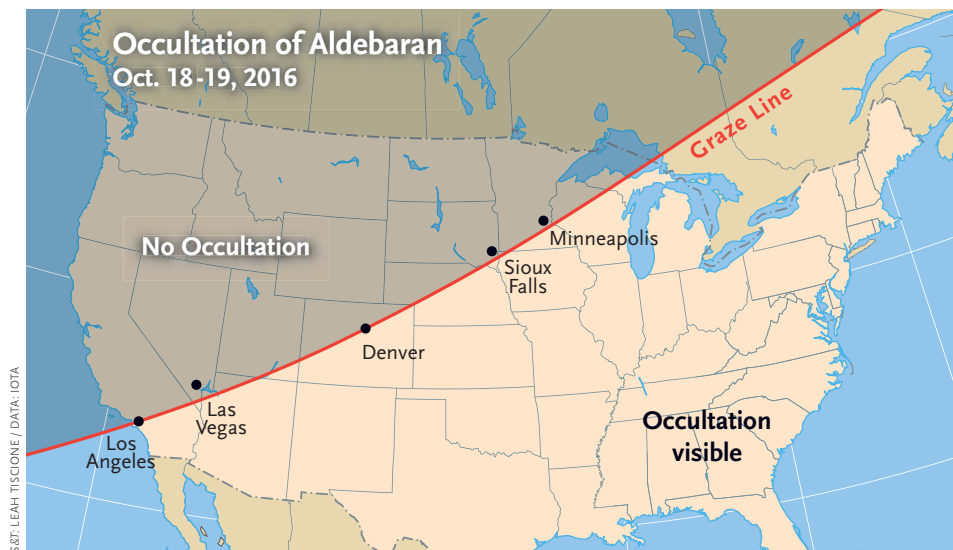 Occultation of Aldebaran
Oct. 18-19, 2016
Graze Line
No Occultation
Minneapolis
Sioux
Falls
Denver
Las
Vegas
Los
Angeles
Occultation
visible
S&T: LEAH TISCIONE / DATA: IOTA